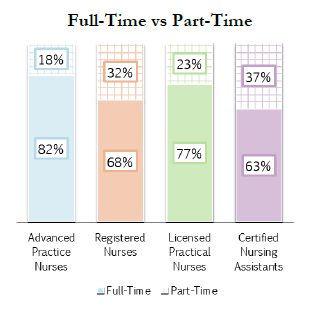 Full-Time vs Part-Time
18% 32% 23% 37%
82% 68% 77% 63%
Advanced Practice Nurses
Registered Nurses
Licensed Practical Nurses
Certified Nursing Assistants
Full-Time Part-Time